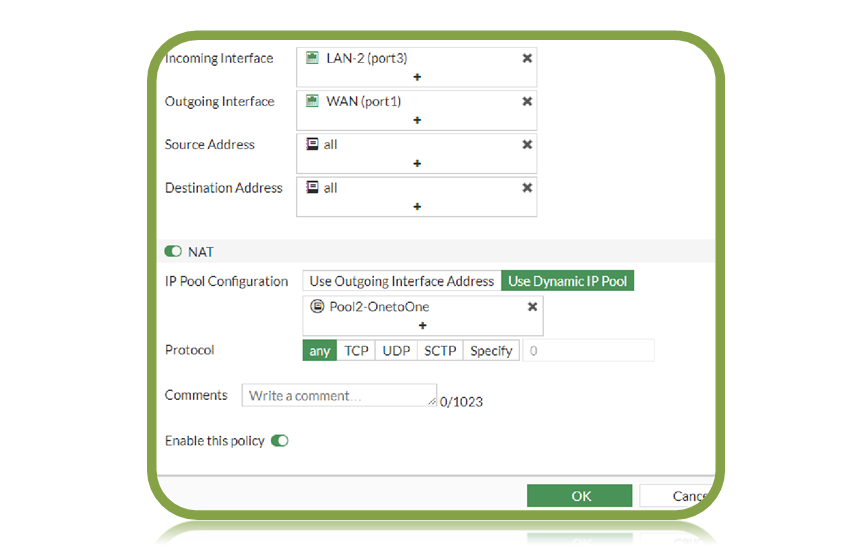 Incoming Interface LAN-2 (port3)
+
Outgoing Interface WAN (port1)
+
Source Address all
+
Destination Address all
+
NAT
IP Pool Configuration Use Outgoing Interface Address Use Dynamic IP Pool
Pool2-OnetoOne
+
Protocol any TCP UDP SCTP Specify 0
Comments Write a comment... 0/1023
Enable this policy
OK Cance